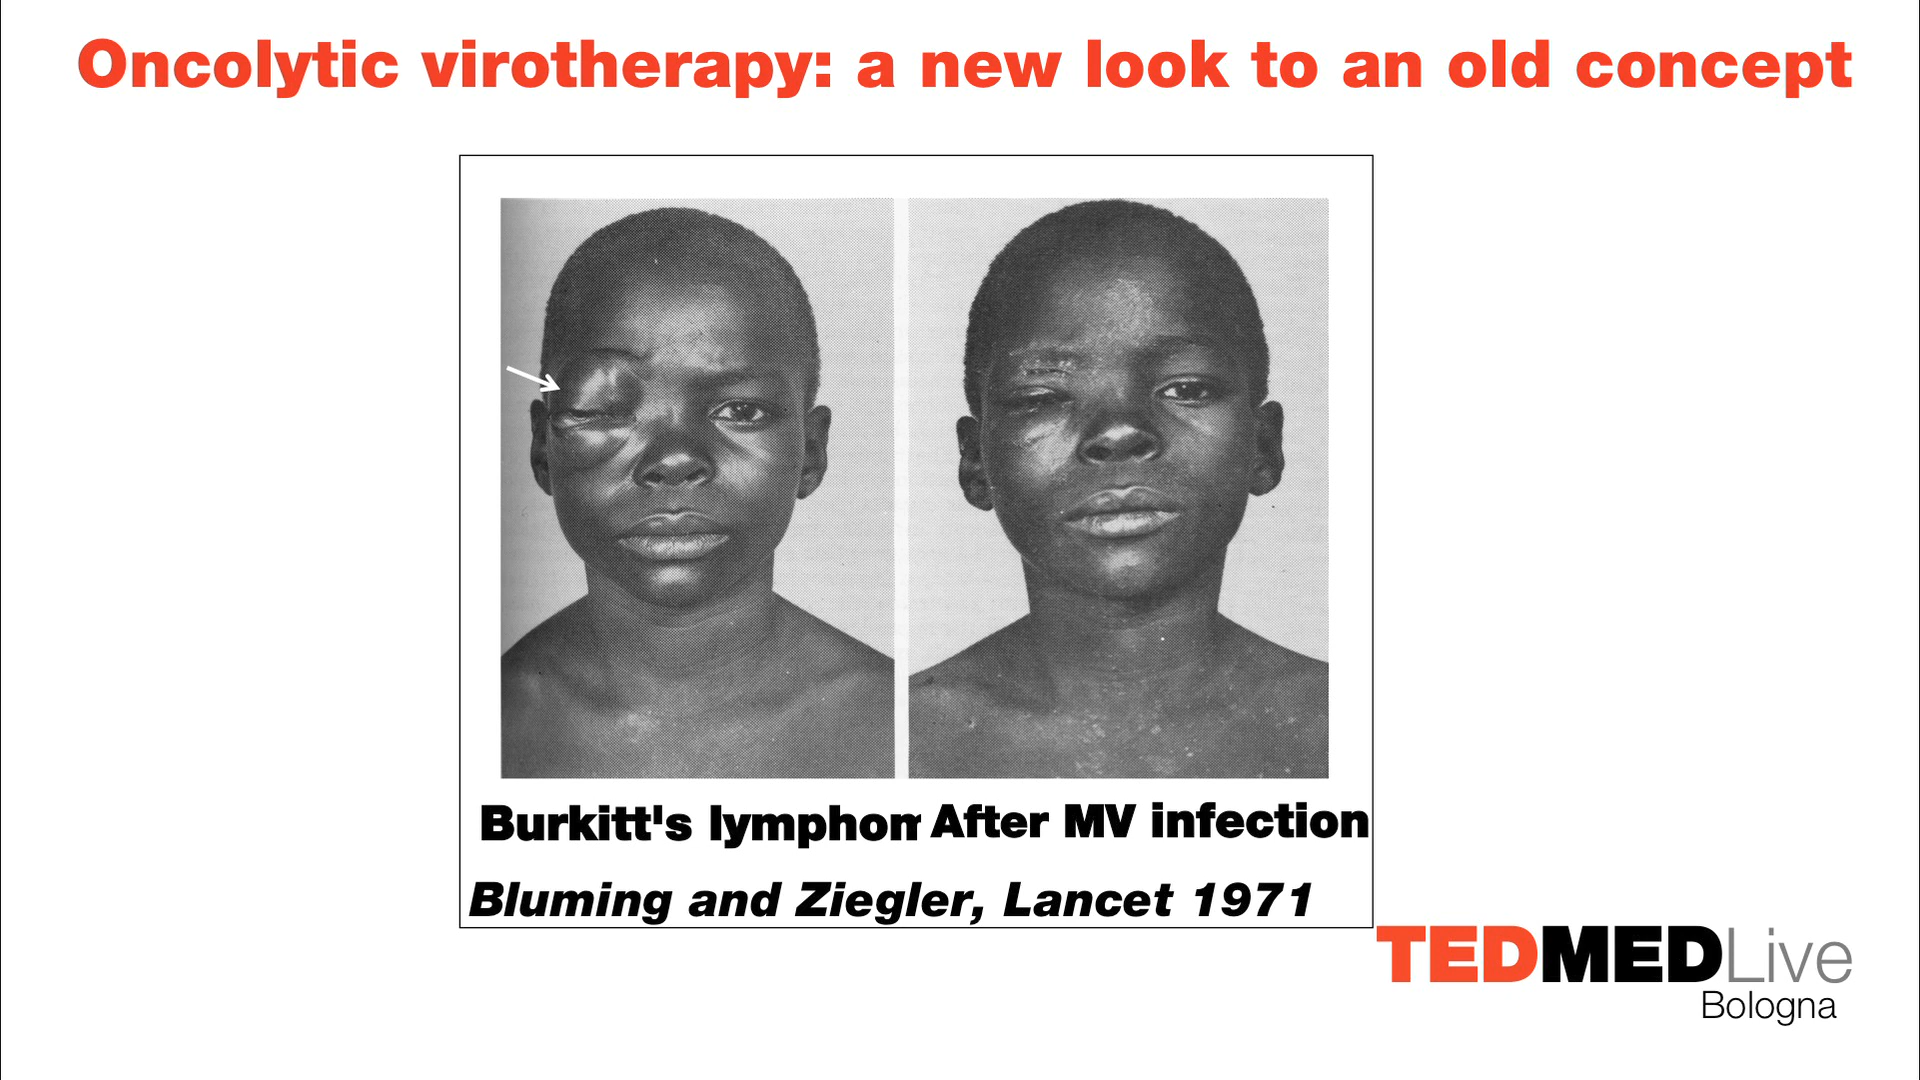 Oncolytic virotherapy: a new look to an old concept
Burkitt's lymphom After MV infection
Bluming and Ziegler, Lancet 1971
TEDMEDLive
Bologna